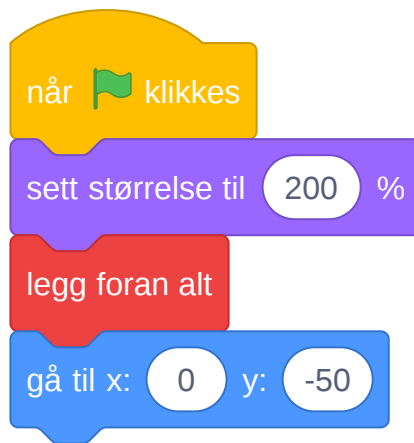 når klikkes
sett størrelse til 200 %
legg foran alt
gå til x: 0 y: -50